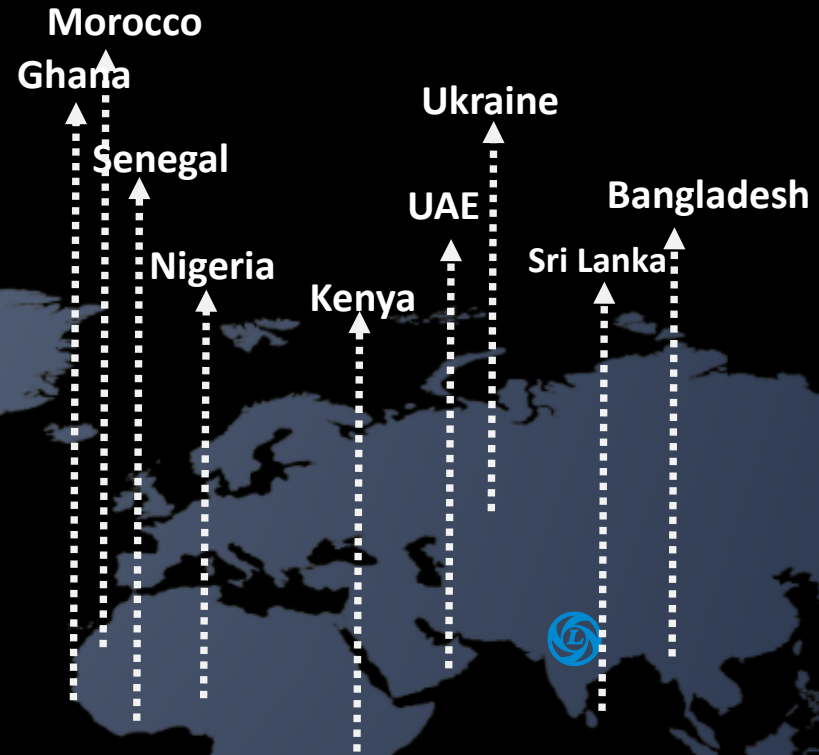 Morocco
Ghana
Ukraine
Senegal
Bangladesh
UAE
Sri Lanka
Nigeria
Kenya
L